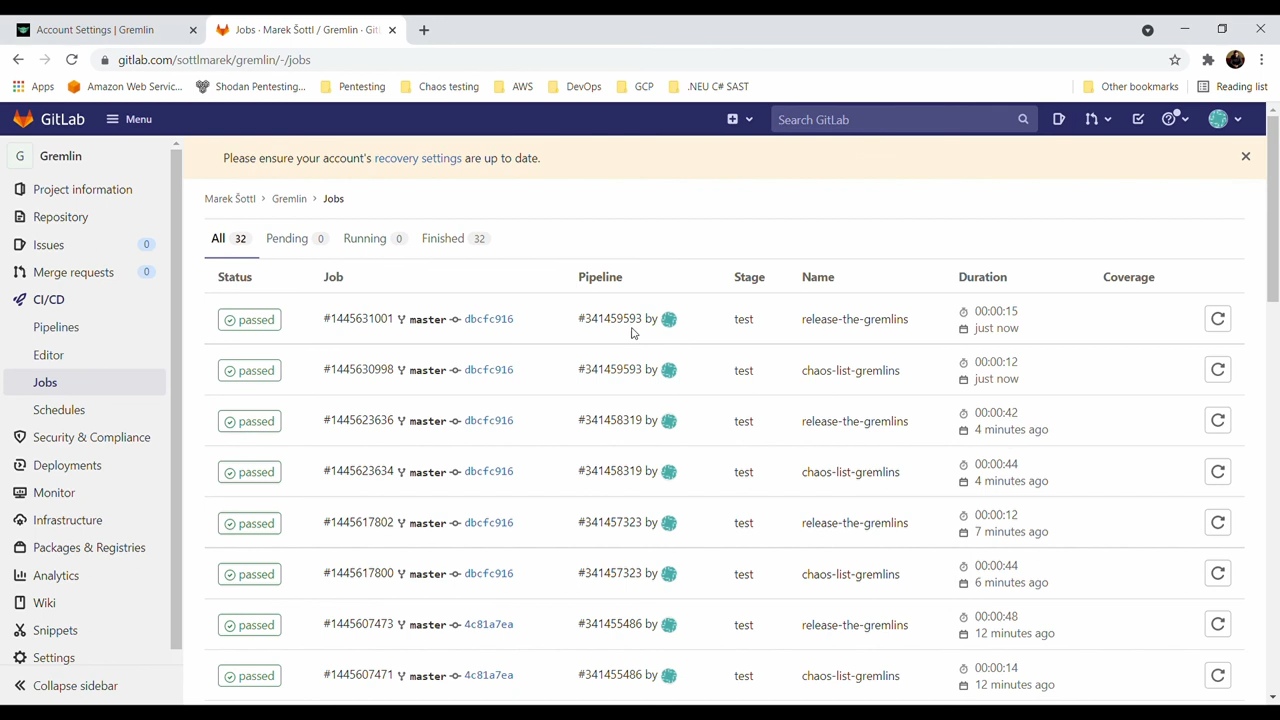 Account Settings | Gremlin
Jobs · Marek Šottl / Gremlin · Git
gitlab.com/sottlmarek/gremlin/-/jobs
Apps Amazon Web Servic... Shodan Pentesting... Pentesting Chaos testing AWS DevOps GCP .NEU C# SAST Other bookmarks Reading list
GitLab Menu Search GitLab
G Gremlin
Project information
Repository
Issues 0
Merge requests 0
CI/CD
Pipelines
Editor
Jobs
Schedules
Security & Compliance
Deployments
Monitor
Infrastructure
Packages & Registries
Analytics
Wiki
Snippets
Settings
Collapse sidebar
Please ensure your account's recovery settings are up to date.
Marek Šottl > Gremlin > Jobs
All 32 Pending 0 Running 0 Finished 32
Status Job Pipeline Stage Name Duration Coverage
passed #1445631001 master dbcfc916 #341459593 by test release-the-gremlins 00:00:15
just now
passed #1445630998 master dbcfc916 #341459593 by test chaos-list-gremlins 00:00:12
just now
passed #1445623636 master dbcfc916 #341458319 by test release-the-gremlins 00:00:42
4 minutes ago
passed #1445623634 master dbcfc916 #341458319 by test chaos-list-gremlins 00:00:44
4 minutes ago
passed #1445617802 master dbcfc916 #341457323 by test release-the-gremlins 00:00:12
7 minutes ago
passed #1445617800 master dbcfc916 #341457323 by test chaos-list-gremlins 00:00:44
6 minutes ago
passed #1445607473 master 4c81a7ea #341455486 by test release-the-gremlins 00:00:48
12 minutes ago
passed #1445607471 master 4c81a7ea #341455486 by test chaos-list-gremlins 00:00:14
12 minutes ago